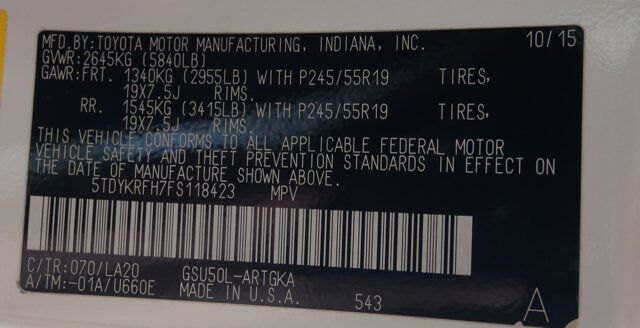 MFD.BY:TOYOTA MOTOR MANUFACTURING, INDIANA, INC. 10/15
GVWR:2645KG (5840LB)
GAWR:FRT. 1340KG (2955LB) WITH P245/55R19 TIRES,
19X7.5J RIMS.
RR. 1545KG (3415LB) WITH P245/55R19 TIRES,
19X7.5J RIMS.
THIS VEHICLE CONFORMS TO ALL APPLICABLE FEDERAL MOTOR
VEHICLE SAFETY AND THEFT PREVENTION STANDARDS IN EFFECT ON
THE DATE OF MANUFACTURE SHOWN ABOVE.
5TDYKRFH7FS118423 MPV
C/TR:070/LA20 GSU50L-ARTGKA
A/TM:-01A/U660E MADE IN U.S.A. 543 A